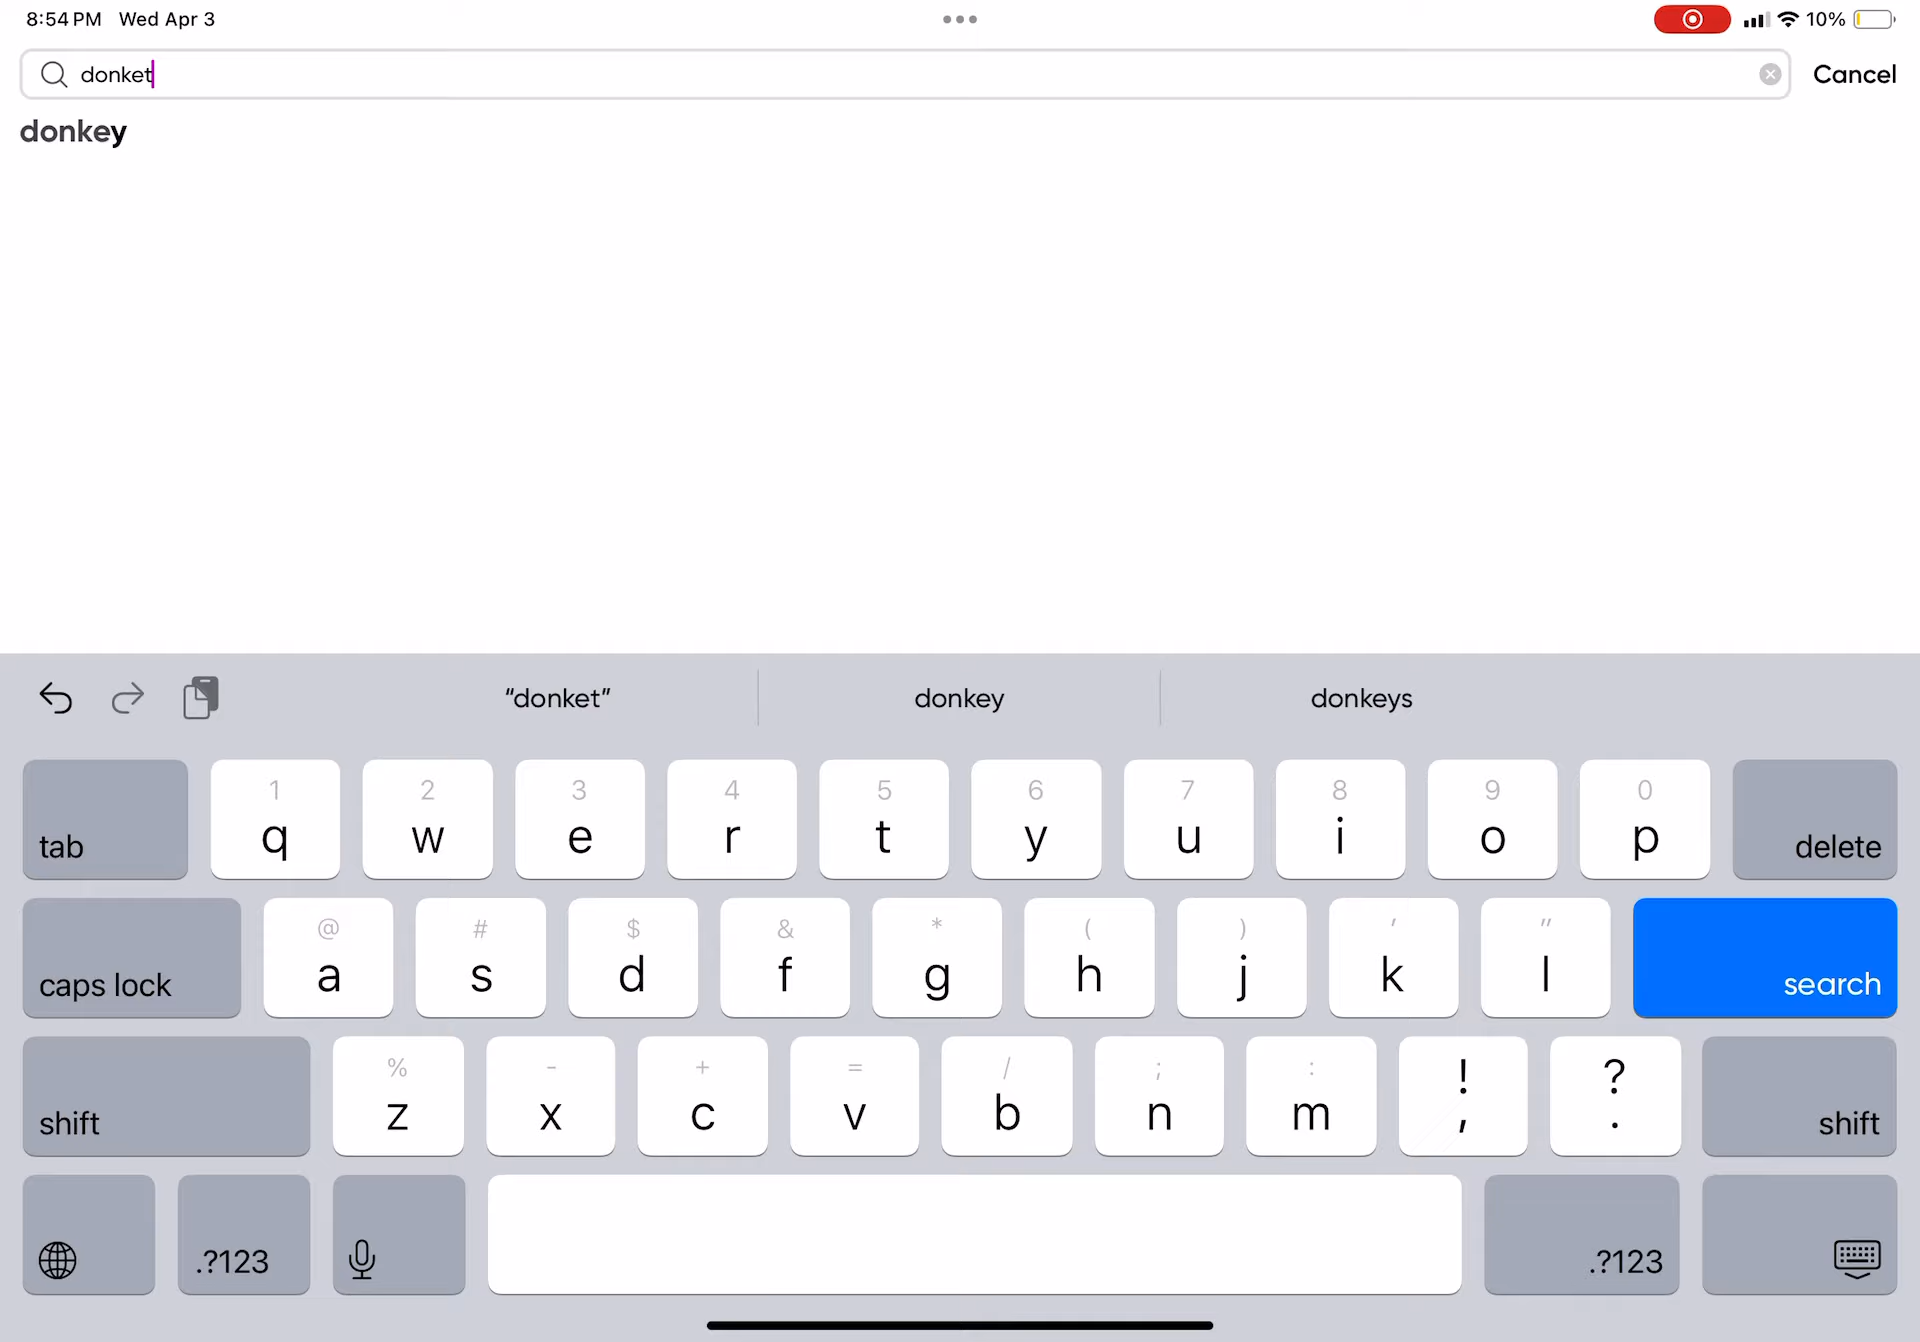 8:54 PM Wed Apr 3
10%
donket
Cancel
donkey
“donket” donkey donkeys
tab 1 q 2 w 3 e 4 r 5 t 6 y 7 u 8 i 9 o 0 p delete
caps lock @ a # s $ d & f * g ( h ) j ' k " l search
shift % z - x + c = v / b ; n : m ! , ? . shift
.?123 .?123